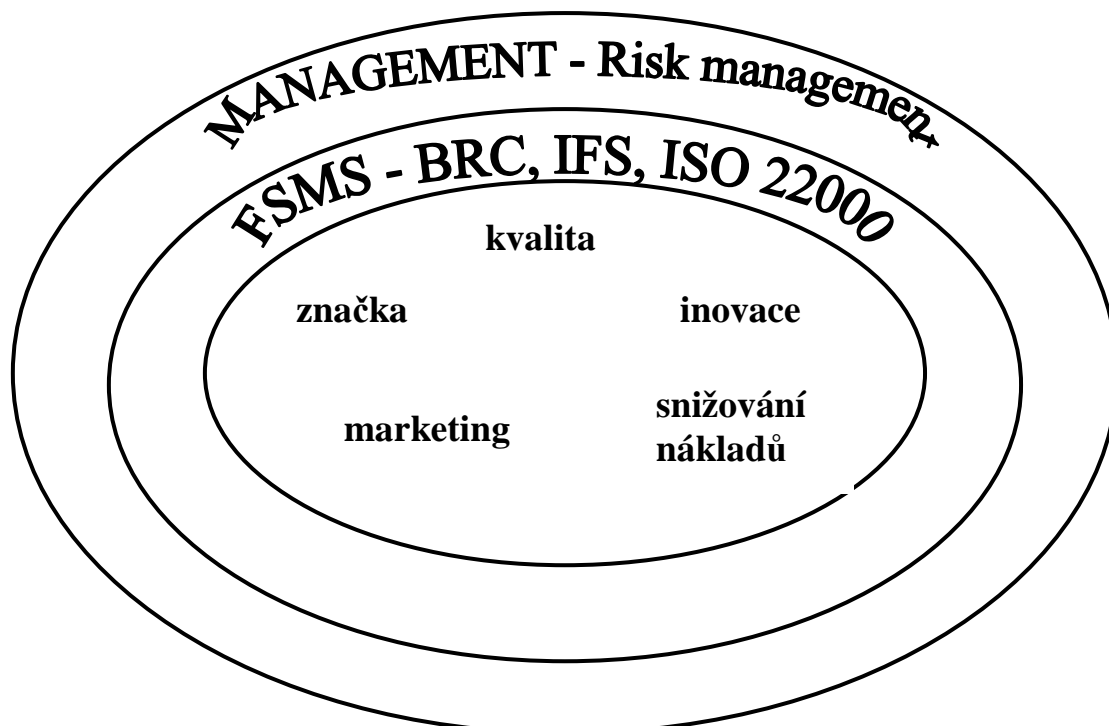 MANAGEMENT - Risk management
FSMS - BRC, IFS, ISO 22000
kvalita
značka
inovace
marketing
snižování
nákladů